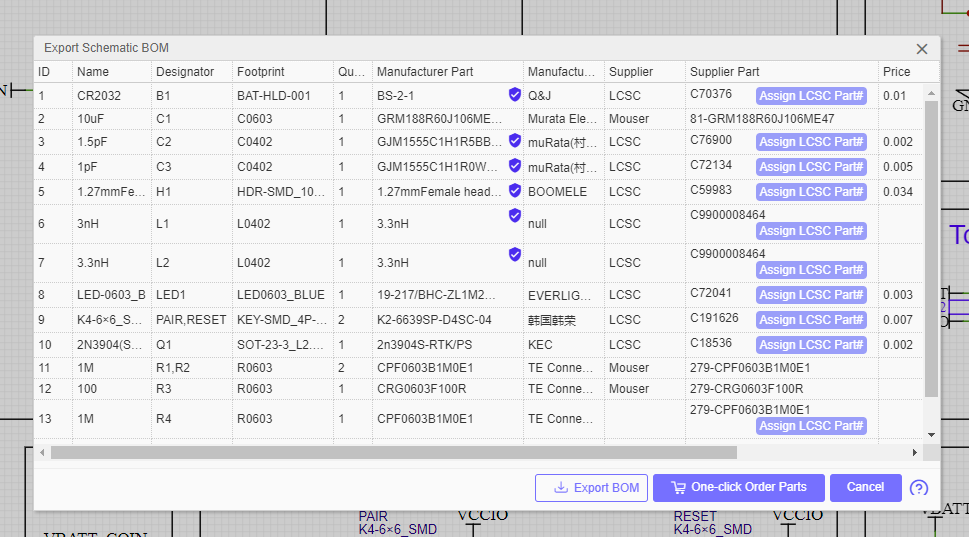 Export Schematic BOM
ID Name Designator Footprint Qu... Manufacturer Part Manufactu... Supplier Supplier Part Price
1 CR2032 B1 BAT-HLD-001 1 BS-2-1 Q&J LCSC C70376 Assign LCSC Part# 0.01
2 10uF C1 C0603 1 GRM188R60J106ME... Murata Ele... Mouser 81-GRM188R60J106ME47
3 1.5pF C2 C0402 1 GJM1555C1H1R5BB... muRata(村... LCSC C76900 Assign LCSC Part# 0.002
4 1pF C3 C0402 1 GJM1555C1H1R0W... muRata(村... LCSC C72134 Assign LCSC Part# 0.005
5 1.27mmFe... H1 HDR-SMD_10... 1 1.27mmFemale head... BOOMELE LCSC C59983 Assign LCSC Part# 0.034
6 3nH L1 L0402 1 3.3nH null LCSC C9900008464
Assign LCSC Part#
7 3.3nH L2 L0402 1 3.3nH null LCSC C9900008464
Assign LCSC Part#
8 LED-0603_B LED1 LED0603_BLUE 1 19-217/BHC-ZL1M2... EVERLIG... LCSC C72041 Assign LCSC Part# 0.003
9 K4-6×6_S... PAIR,RESET KEY-SMD_4P-... 2 K2-6639SP-D4SC-04 韩国韩荣 LCSC C191626 Assign LCSC Part# 0.007
10 2N3904(S... Q1 SOT-23-3_L2.... 1 2n3904S-RTK/PS KEC LCSC C18536 Assign LCSC Part# 0.002
11 1M R1,R2 R0603 2 CPF0603B1M0E1 TE Conne... Mouser 279-CPF0603B1M0E1
12 100 R3 R0603 1 CRG0603F100R TE Conne... Mouser 279-CRG0603F100R
13 1M R4 R0603 1 CPF0603B1M0E1 TE Conne... 279-CPF0603B1M0E1
Assign LCSC Part#
Export BOM One-click Order Parts Cancel ?
PAIR VCCIO RESET VCCIO
K4-6×6_SMD K4-6×6_SMD